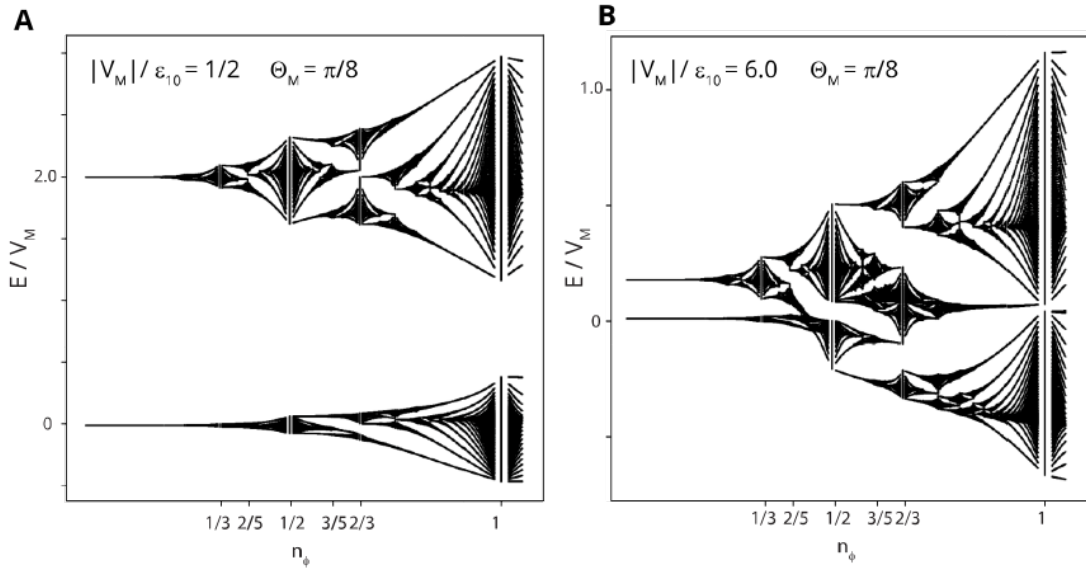 A
|V_M| / ε_10 = 1/2 Θ_M = π/8
E / V_M
2.0
0
1/3 2/5 1/2 3/5 2/3 1
n_ϕ
B
|V_M| / ε_10 = 6.0 Θ_M = π/8
E / V_M
1.0
0
1/3 2/5 1/2 3/5 2/3 1
n_ϕ